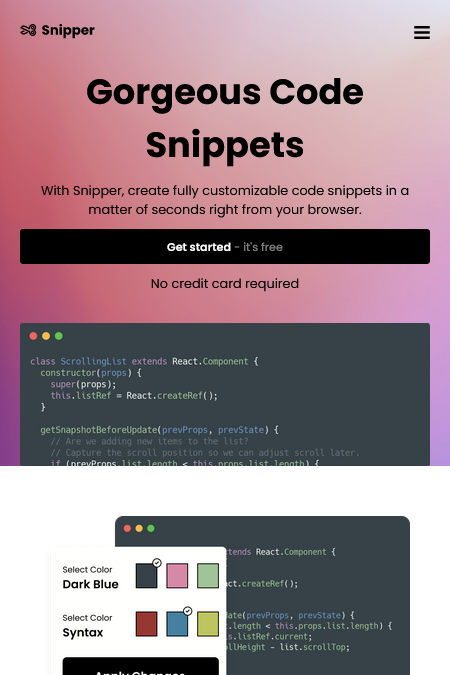 Snipper
Gorgeous Code
Snippets
With Snipper, create fully customizable code snippets in a
matter of seconds right from your browser.
Get started - it's free
No credit card required
class ScrollingList extends React.Component {
constructor(props) {
super(props);
this.listRef = React.createRef();
}
getSnapshotBeforeUpdate(prevProps, prevState) {
// Are we adding new items to the list?
// Capture the scroll position so we can adjust scroll later.
if (prevProps.list.length < this.props.list.length) {
tends React.Component {
ct.createRef();
date(prevProps, prevState) {
.length < this.props.list.length) {
s.listRef.current;
ollHeight - list.scrollTop;
Select Color
Dark Blue
Select Color
Syntax
Apply Changes